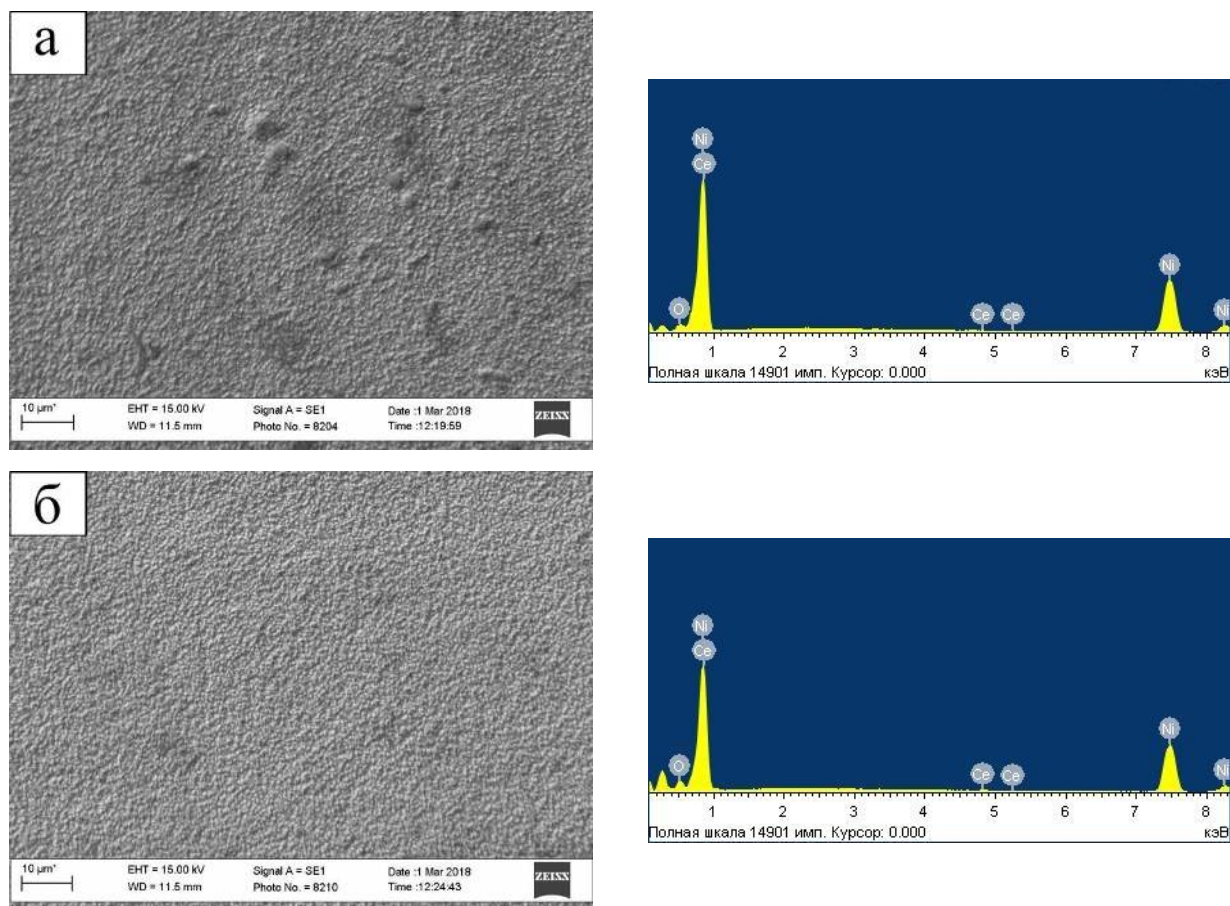 а
10 µm*
EHT = 15.00 kV
Signal A = SE1
Date :1 Mar 2018
WD = 11.5 mm
Photo No. = 8204
Time :12:19:59
ZEISS
Ni
Ce
Ni
O
Ce
Ce
Ni
1 2 3 4 5 6 7 8
Полная шкала 14901 имп. Курсор: 0.000
кэВ
б
10 µm*
EHT = 15.00 kV
Signal A = SE1
Date :1 Mar 2018
WD = 11.5 mm
Photo No. = 8210
Time :12:24:43
ZEISS
Ni
Ce
Ni
O
Ce
Ce
Ni
1 2 3 4 5 6 7 8
Полная шкала 14901 имп. Курсор: 0.000
кэВ